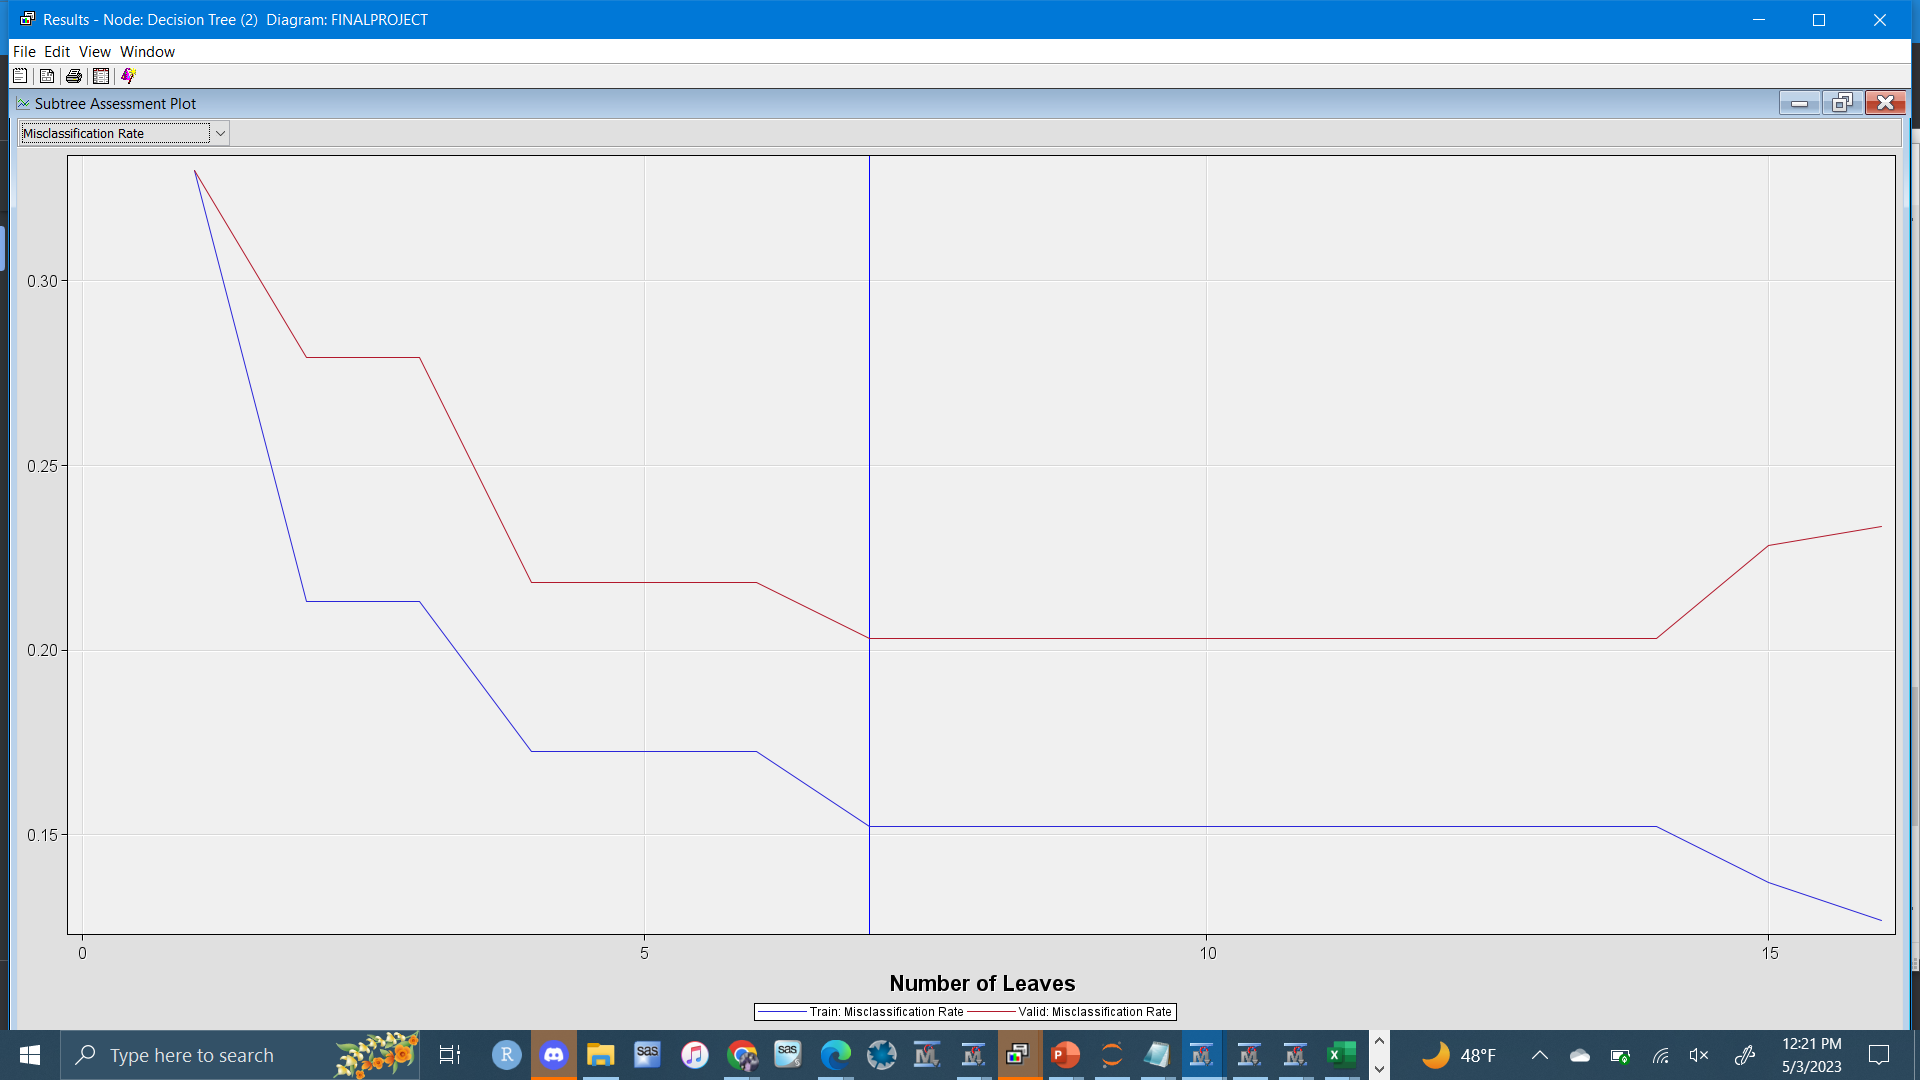 Results - Node: Decision Tree (2)  Diagram: FINALPROJECT
File Edit View Window
Subtree Assessment Plot
Misclassification Rate
0.30
0.25
0.20
0.15
0 5 10 15
Number of Leaves
Train: Misclassification Rate Valid: Misclassification Rate
Type here to search
R
sas
sas
48°F
12:21 PM
5/3/2023